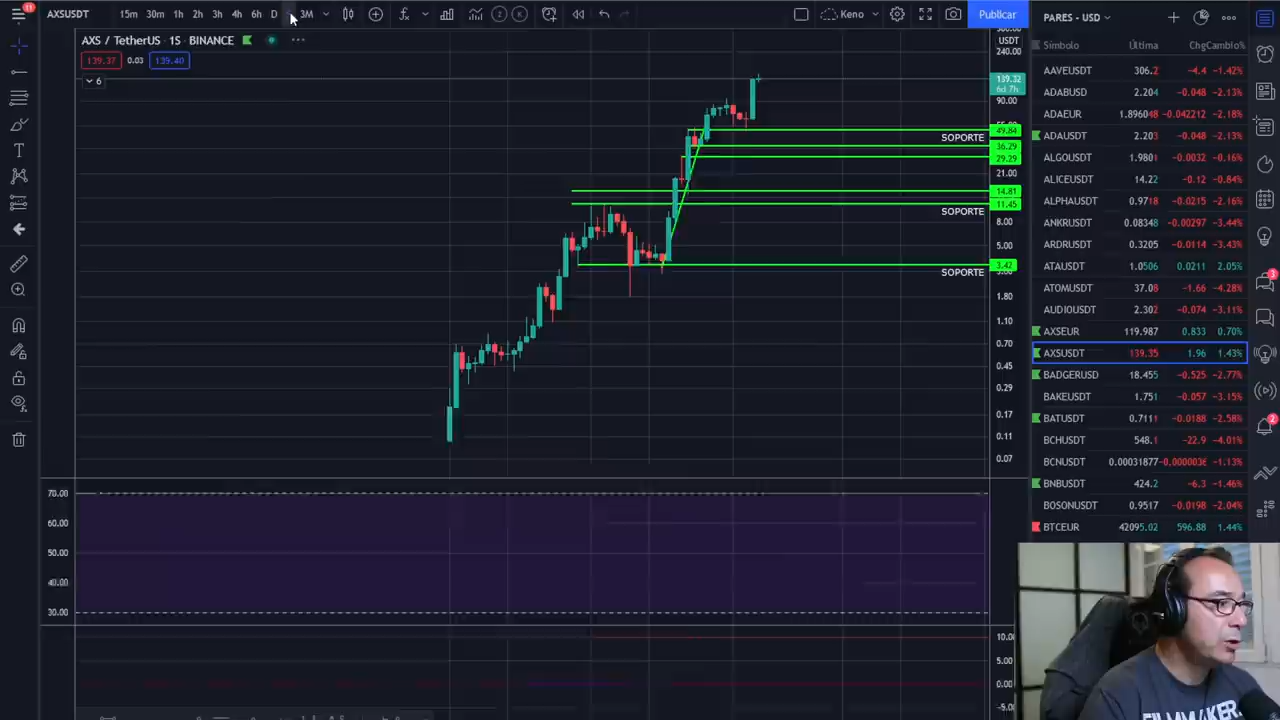 11
AXSUSDT 15m 30m 1h 2h 3h 4h 6h D 3M 2 K Keno Publicar
AXS / TetherUS · 1S · BINANCE
139.37 0.03 139.40
6
USDT
240.00
139.32
6d 7h
90.00
49.84
36.29
29.29
21.00
14.81
11.45
8.00
5.00
3.42
1.80
1.10
0.70
0.45
0.29
0.17
0.11
0.07
SOPORTE
SOPORTE
SOPORTE
70.00
60.00
50.00
40.00
30.00
10.00
5.00
0.00
PARES - USD
Símbolo Última Chg Cambio%
AAVEUSDT 306.2 -4.4 -1.42%
ADABUSD 2.204 -0.048 -2.13%
ADAEUR 1.89604 -0.042212 -2.18%
ADAUSDT 2.203 -0.048 -2.13%
ALGOUSDT 1.9801 -0.0032 -0.16%
ALICEUSDT 14.22 -0.12 -0.84%
ALPHAUSDT 0.9718 -0.0215 -2.16%
ANKRUSDT 0.08348 -0.00297 -3.44%
ARDRUSDT 0.3205 -0.0114 -3.43%
ATAUSDT 1.0506 0.0211 2.05%
ATOMUSDT 37.08 -1.66 -4.28%
AUDIOUSDT 2.302 -0.074 -3.11%
AXSEUR 119.987 0.833 0.70%
AXSUSDT 139.35 1.96 1.43%
BADGERUSD 18.455 -0.525 -2.77%
BAKEUSDT 1.751 -0.057 -3.15%
BATUSDT 0.7111 -0.0188 -2.58%
BCHUSDT 548.1 -22.9 -4.01%
BCNUSDT 0.00031877 -0.0000036 -1.13%
BNBUSDT 424.2 -6.3 -1.46%
BOSONUSDT 0.9517 -0.0198 -2.04%
BTCEUR 42095.02 596.88 1.44%
3
2
FILMMAKER